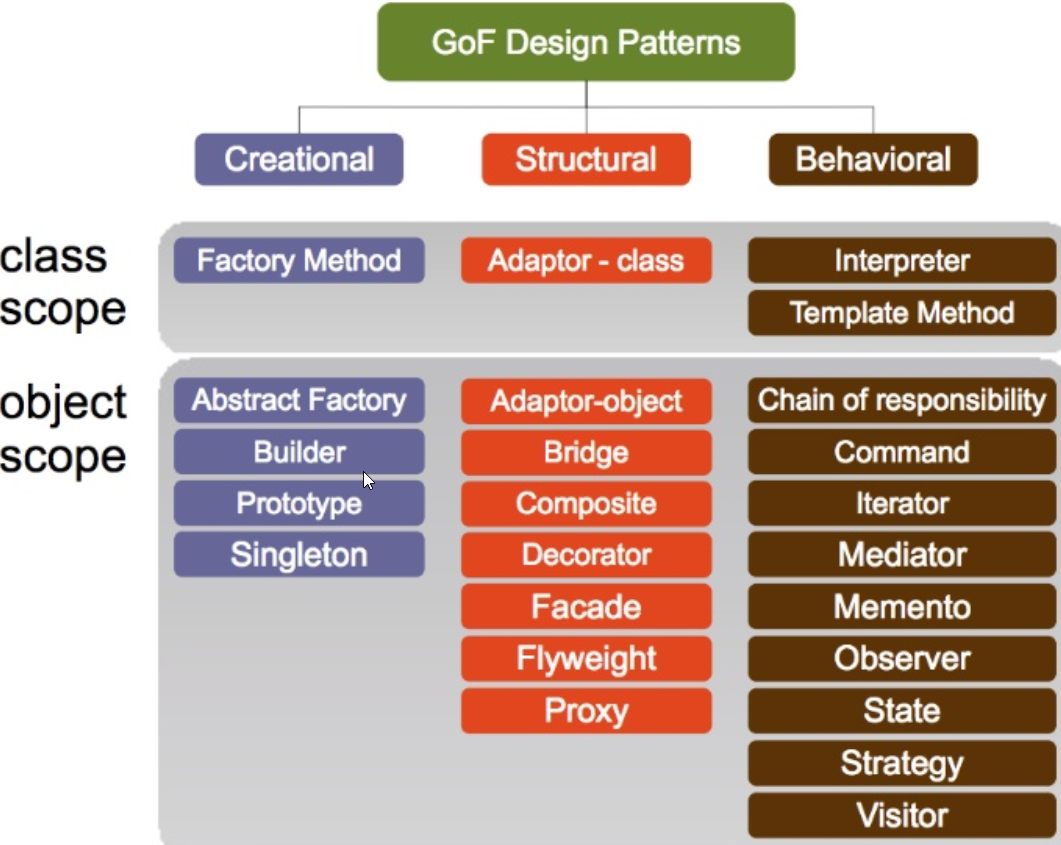 GoF Design Patterns
Creational
Structural
Behavioral
class
scope
Factory Method
Adaptor - class
Interpreter
Template Method
object
scope
Abstract Factory
Adaptor-object
Chain of responsibility
Builder
Bridge
Command
Prototype
Composite
Iterator
Singleton
Decorator
Mediator
Facade
Memento
Flyweight
Observer
Proxy
State
Strategy
Visitor